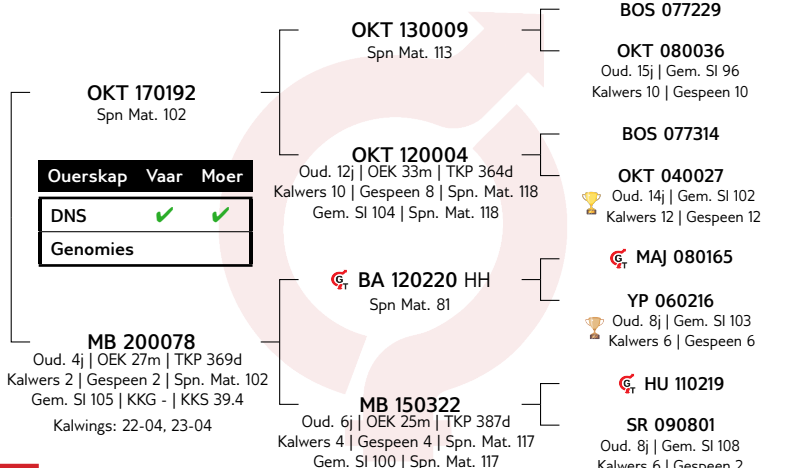 OKT 170192
Spn Mat. 102
Ouerskap Vaar Moer
DNS ✔ ✔
Genomies
MB 200078
Oud. 4j | OEK 27m | TKP 369d
Kalwers 2 | Gespeen 2 | Spn. Mat. 102
Gem. SI 105 | KKG - | KKS 39.4
Kalwings: 22-04, 23-04
OKT 130009
Spn Mat. 113
OKT 120004
Oud. 12j | OEK 33m | TKP 364d
Kalwers 10 | Gespeen 8 | Spn. Mat. 118
Gem. SI 104 | Spn. Mat. 118
GT BA 120220 HH
Spn Mat. 81
MB 150322
Oud. 6j | OEK 25m | TKP 387d
Kalwers 4 | Gespeen 4 | Spn. Mat. 117
Gem. SI 100 | Spn. Mat. 117
BOS 077229
OKT 080036
Oud. 15j | Gem. SI 96
Kalwers 10 | Gespeen 10
BOS 077314
OKT 040027
Oud. 14j | Gem. SI 102
Kalwers 12 | Gespeen 12
GT MAJ 080165
YP 060216
Oud. 8j | Gem. SI 103
Kalwers 6 | Gespeen 6
GT HU 110219
SR 090801
Oud. 8j | Gem. SI 108
Kalwers 6 | Gespeen 2